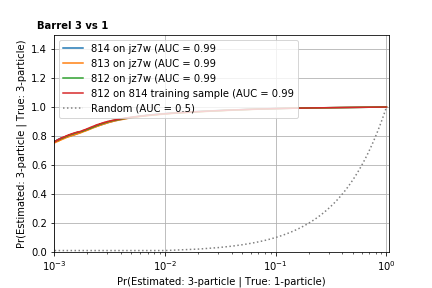 Barrel 3 vs 1
1.4
1.2
1.0
0.8
0.6
0.4
0.2
0.0
Pr(Estimated: 3-particle | True: 3-particle)
814 on jz7w (AUC = 0.99
813 on jz7w (AUC = 0.99
812 on jz7w (AUC = 0.99
812 on 814 training sample (AUC = 0.99
Random (AUC = 0.5)
10⁻³ 10⁻² 10⁻¹ 10⁰
Pr(Estimated: 3-particle | True: 1-particle)